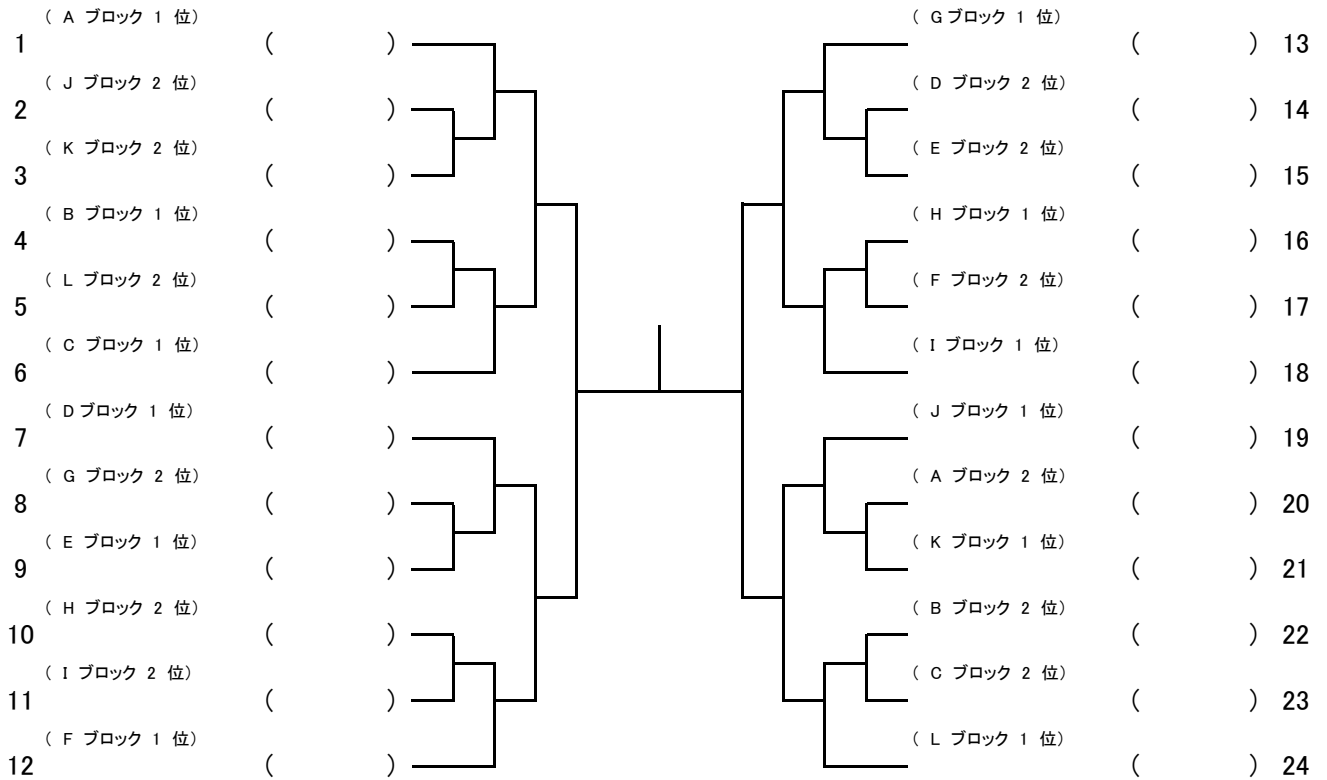 ( A ブロック 1 位)
1 ( )
( J ブロック 2 位)
2 ( )
( K ブロック 2 位)
3 ( )
( B ブロック 1 位)
4 ( )
( L ブロック 2 位)
5 ( )
( C ブロック 1 位)
6 ( )
( D ブロック 1 位)
7 ( )
( G ブロック 2 位)
8 ( )
( E ブロック 1 位)
9 ( )
( H ブロック 2 位)
10 ( )
( I ブロック 2 位)
11 ( )
( F ブロック 1 位)
12 ( )
( G ブロック 1 位)
( ) 13
( D ブロック 2 位)
( ) 14
( E ブロック 2 位)
( ) 15
( H ブロック 1 位)
( ) 16
( F ブロック 2 位)
( ) 17
( I ブロック 1 位)
( ) 18
( J ブロック 1 位)
( ) 19
( A ブロック 2 位)
( ) 20
( K ブロック 1 位)
( ) 21
( B ブロック 2 位)
( ) 22
( C ブロック 2 位)
( ) 23
( L ブロック 1 位)
( ) 24